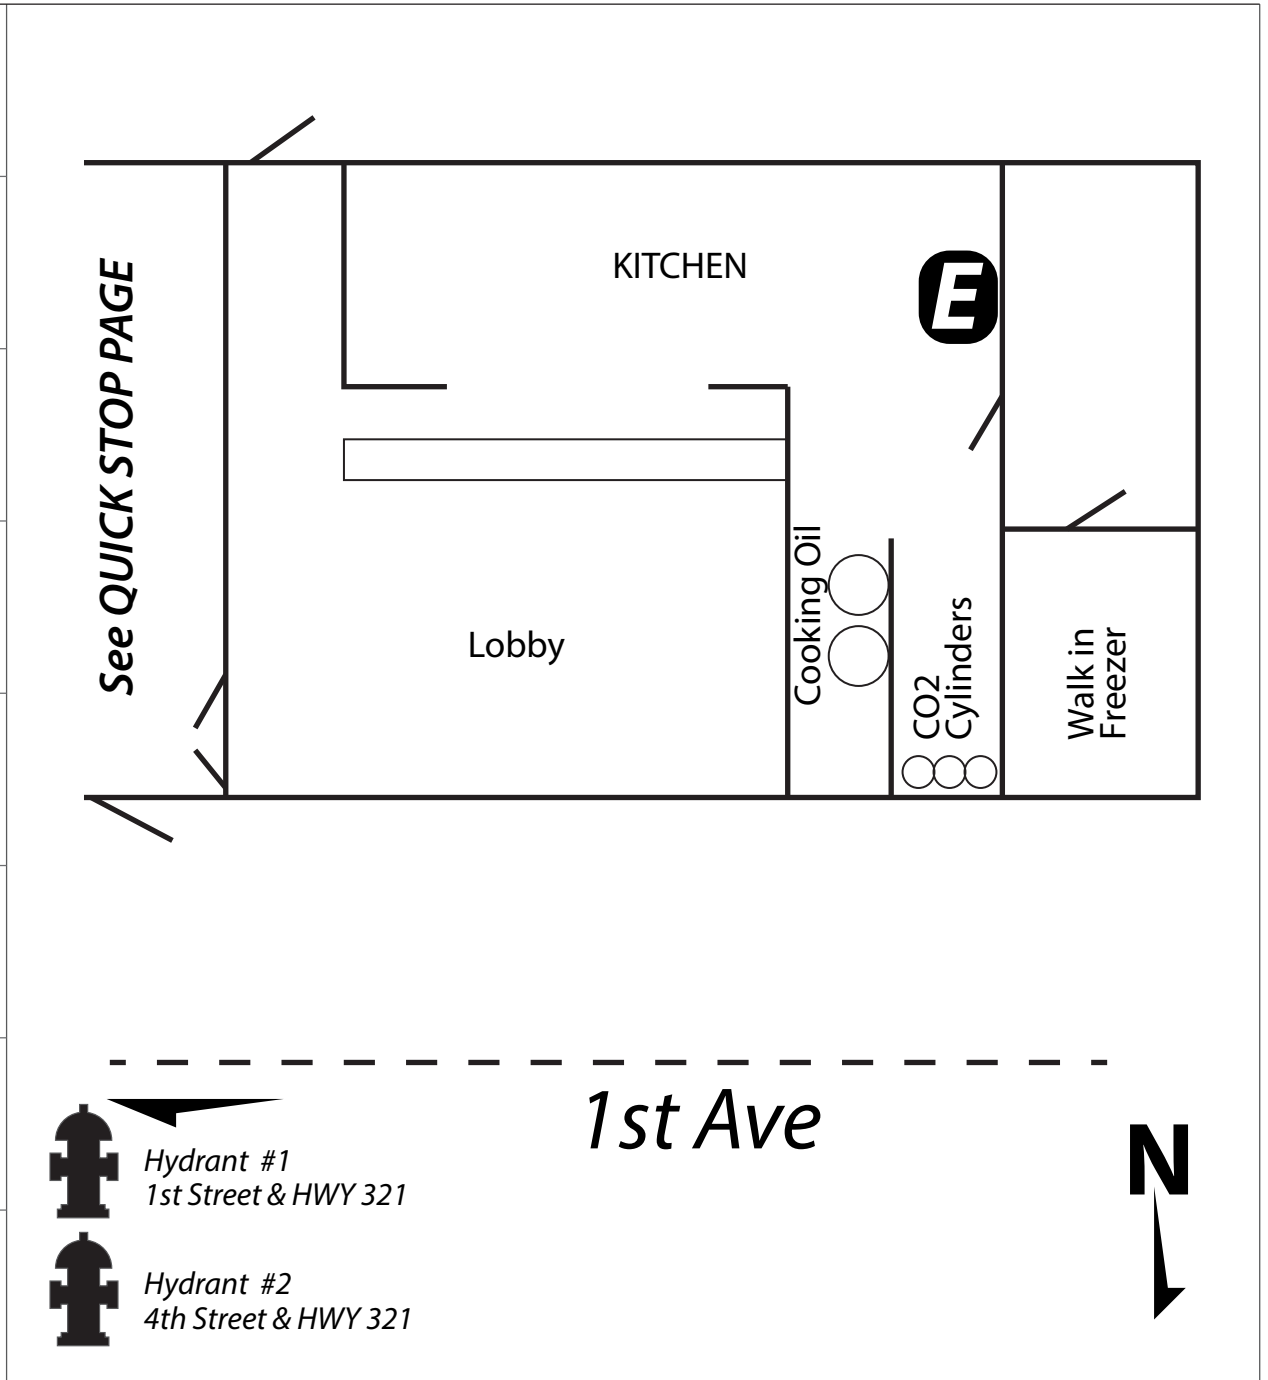 See QUICK STOP PAGE
KITCHEN
E
Lobby
Cooking Oil
CO2
Cylinders
Walk in
Freezer
1st Ave
N
Hydrant #1
1st Street & HWY 321
Hydrant #2
4th Street & HWY 321